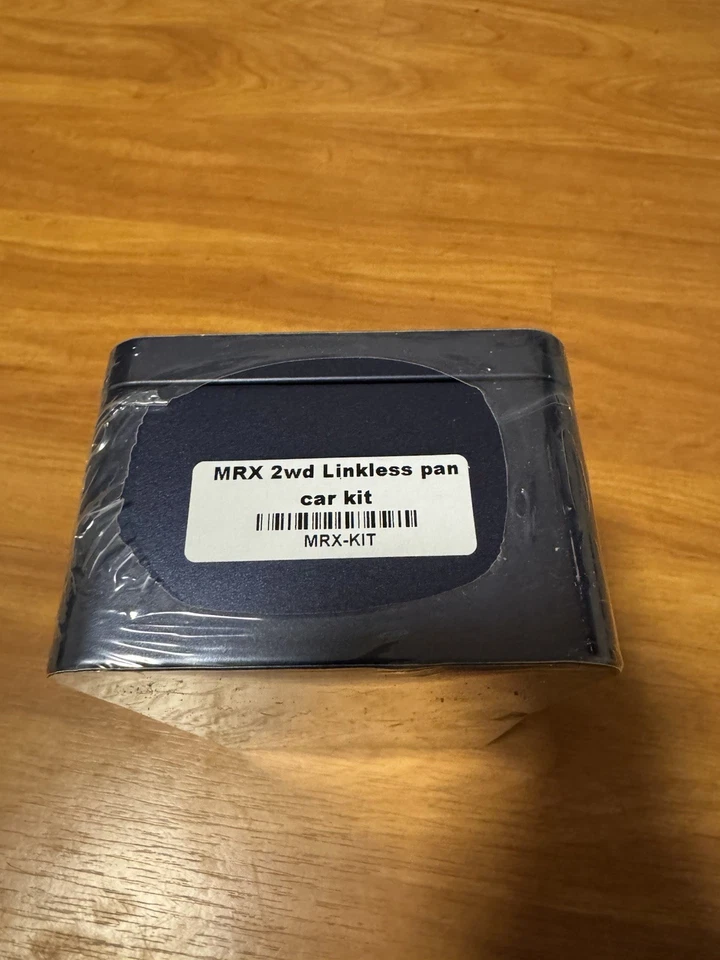 MRX 2wd Linkless pan
car kit
MRX-KIT